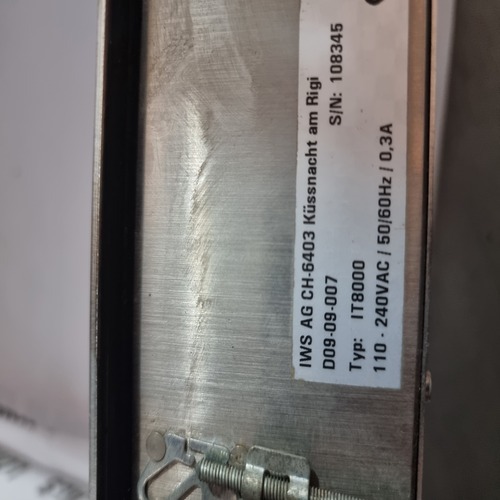 IWS AG CH-6403 Küssnacht am Rigi
D09-09-007 S/N: 108345
Typ: IT8000
110 - 240VAC / 50/60Hz / 0,3A